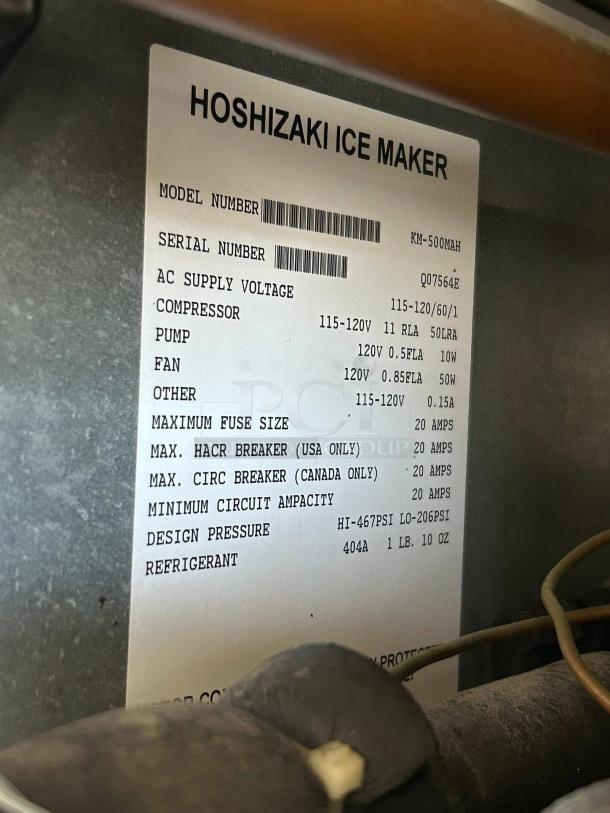 HOSHIZAKI ICE MAKER
MODEL NUMBER KM-500MAH
SERIAL NUMBER Q07564E
AC SUPPLY VOLTAGE 115-120/60/1
COMPRESSOR 115-120V 11 RLA 50LRA
PUMP 120V 0.5FLA 10W
FAN 120V 0.85FLA 50W
OTHER 115-120V 0.15A
MAXIMUM FUSE SIZE 20 AMPS
MAX. HACR BREAKER (USA ONLY) 20 AMPS
MAX. CIRC BREAKER (CANADA ONLY) 20 AMPS
MINIMUM CIRCUIT AMPACITY 20 AMPS
DESIGN PRESSURE HI-467PSI LO-206PSI
REFRIGERANT 404A 1 LB. 10 OZ
PCI
GROUP